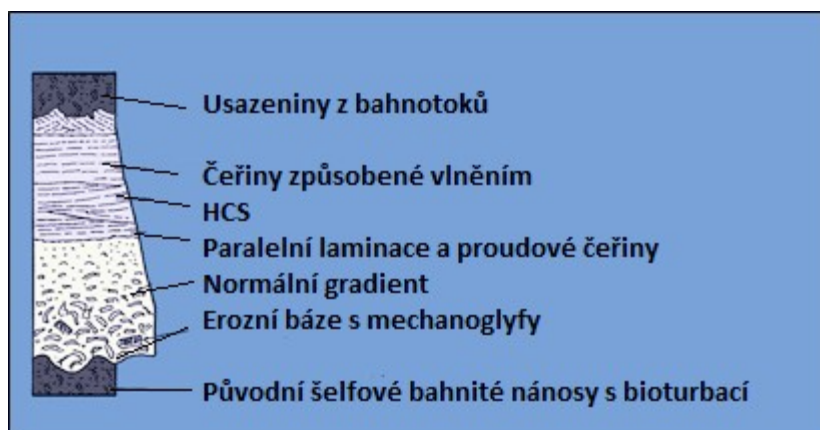 Usazeniny z bahnotoků
Čeřiny způsobené vlněním
HCS
Paralelní laminace a proudové čeřiny
Normální gradient
Erozní báze s mechanoglyfy
Původní šelfové bahnité nánosy s bioturbací